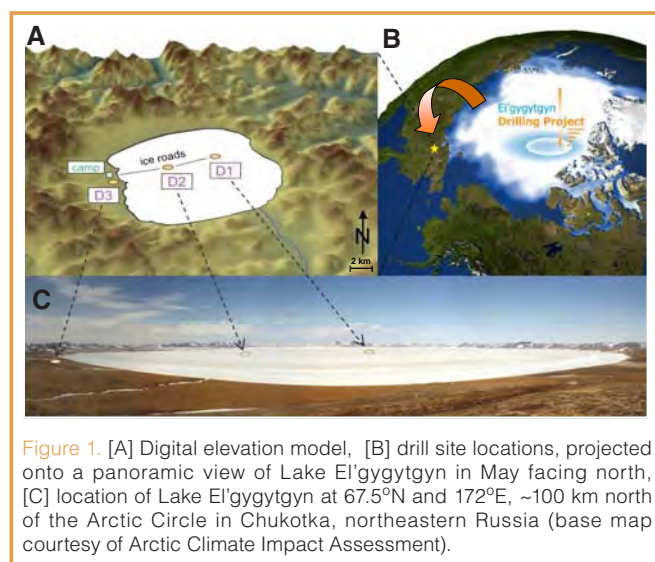 A
B
ice roads
camp
D1
D2
D3
N
2 km
El'gygytgyn
Drilling Project
C
Figure 1. [A] Digital elevation model, [B] drill site locations, projected
onto a panoramic view of Lake El'gygytgyn in May facing north,
[C] location of Lake El'gygytgyn at 67.5°N and 172°E, ~100 km north
of the Arctic Circle in Chukotka, northeastern Russia (base map
courtesy of Arctic Climate Impact Assessment).